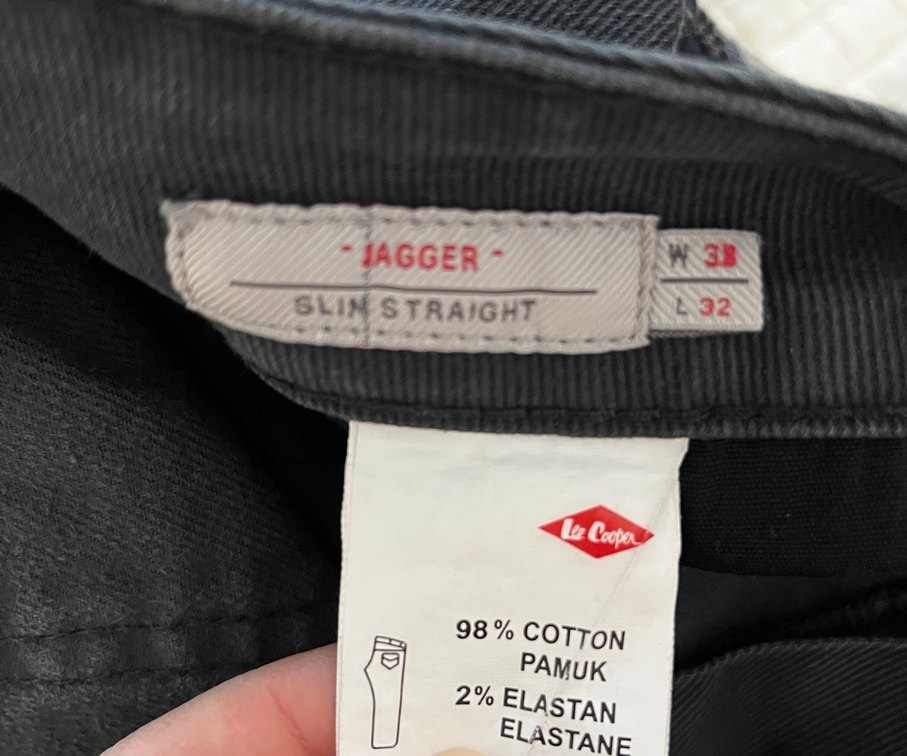 - JAGGER -
SLIM STRAIGHT
W
L 32
Lee Cooper
98% COTTON
PAMUK
2% ELASTAN
ELASTANE